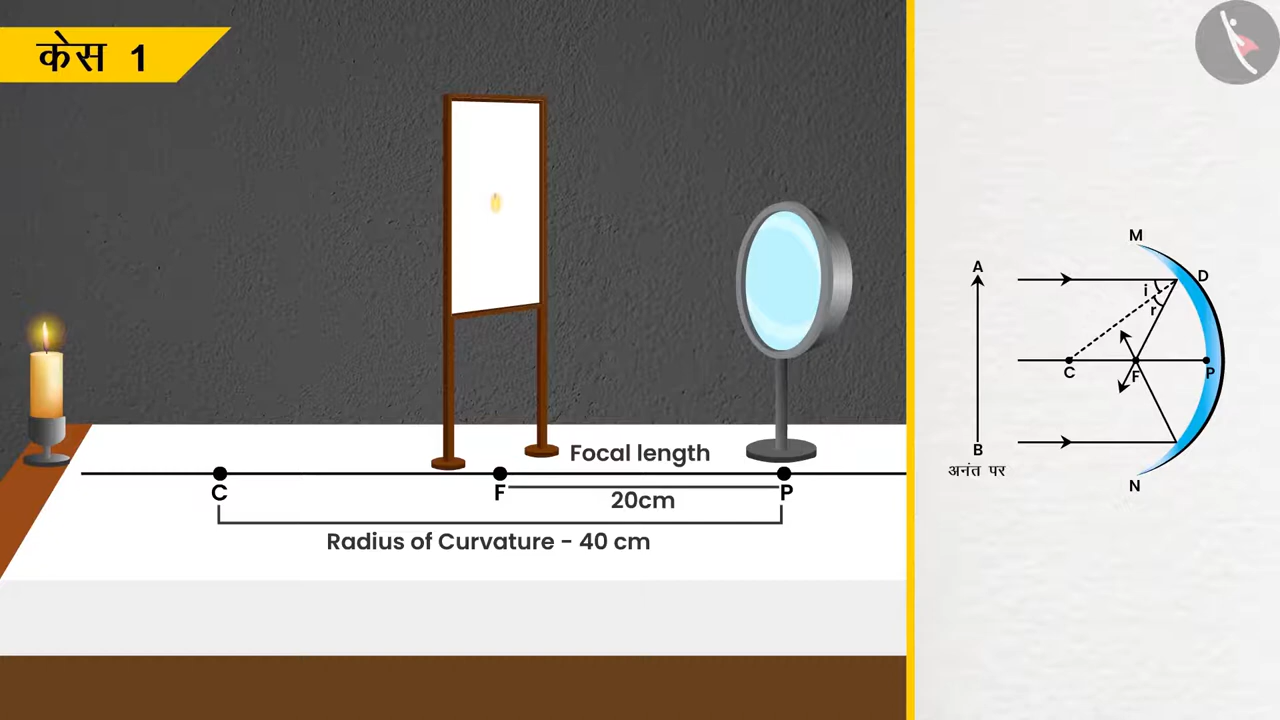 केस 1
Focal length
C
F
P
20cm
Radius of Curvature - 40 cm
M
A
D
i
r
C
F
P
B
अनंत पर
N